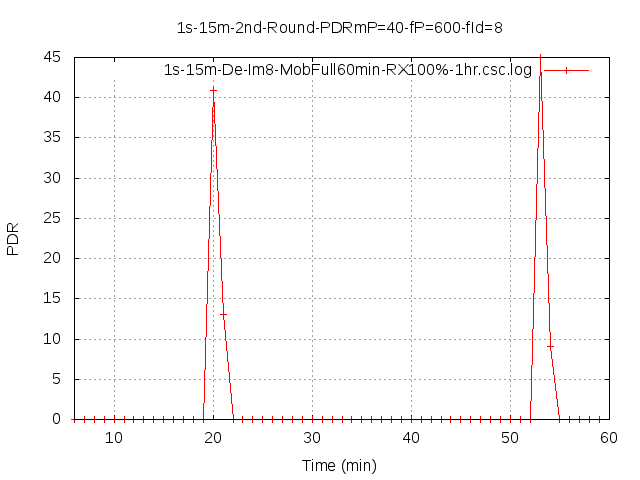 1s-15m-2nd-Round-PDRmP=40-fP=600-fId=8
1s-15m-De-Im8-MobFull60min-RX100%-1hr.csc.log
45
40
35
30
25
20
15
10
5
0
PDR
10 20 30 40 50 60
Time (min)